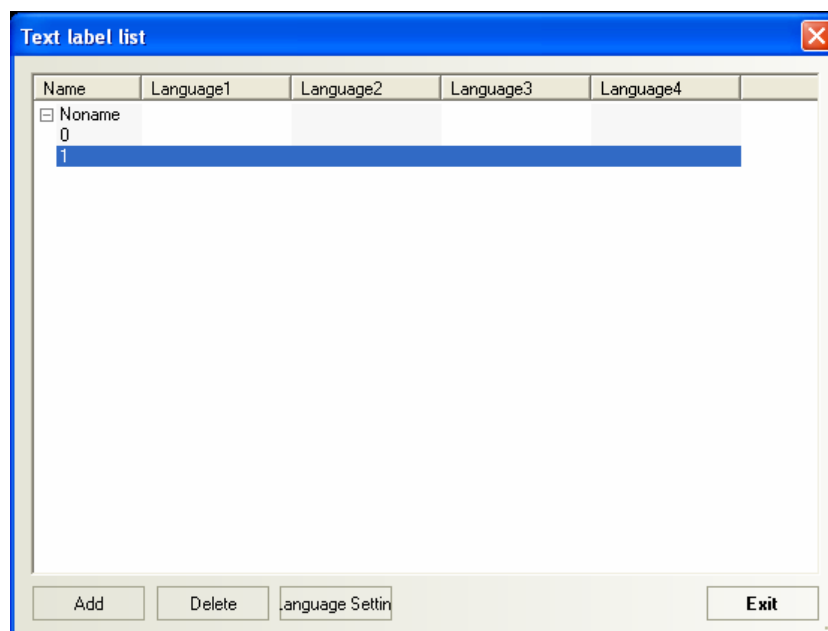 Text label list
Name Language1 Language2 Language3 Language4
Noname
0
1
Add Delete .anguage Settin Exit